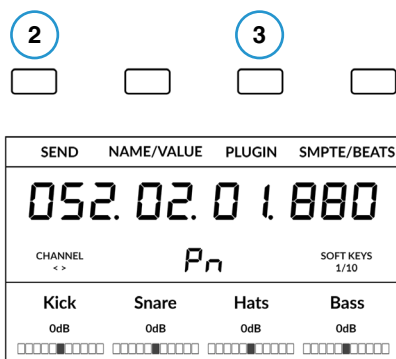 2 3
SEND NAME/VALUE PLUGIN SMPTE/BEATS
052. 02. 01. 880
CHANNEL
< >
Pn
SOFT KEYS
1/10
Kick Snare Hats Bass
0dB 0dB 0dB 0dB